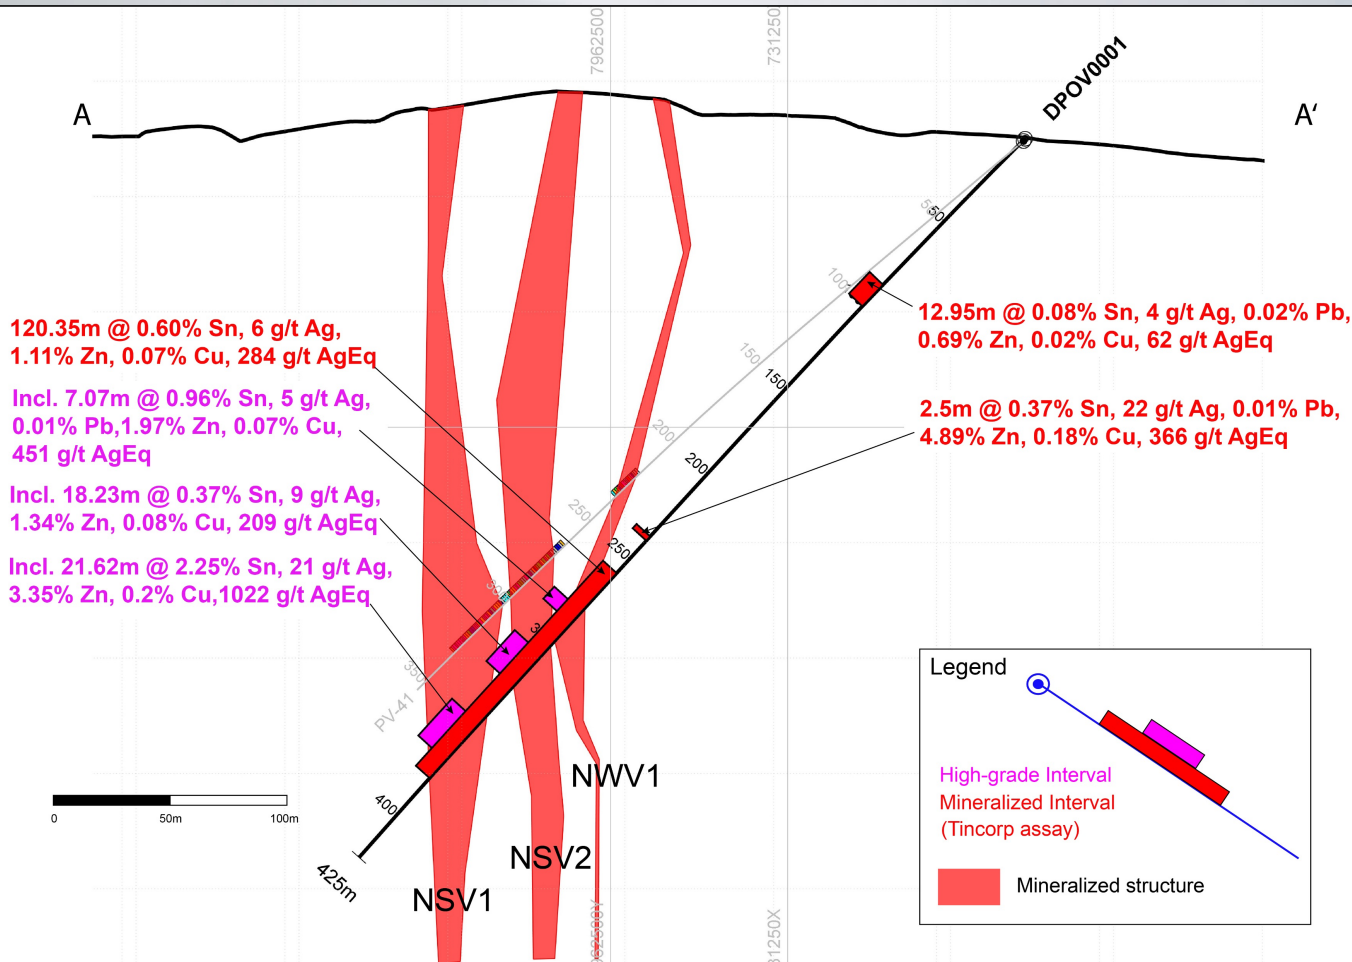 7962500
731250
DPOV0001
A
A'
50
50
100
120.35m @ 0.60% Sn, 6 g/t Ag,
1.11% Zn, 0.07% Cu, 284 g/t AgEq
12.95m @ 0.08% Sn, 4 g/t Ag, 0.02% Pb,
0.69% Zn, 0.02% Cu, 62 g/t AgEq
150
150
Incl. 7.07m @ 0.96% Sn, 5 g/t Ag,
0.01% Pb,1.97% Zn, 0.07% Cu,
451 g/t AgEq
2.5m @ 0.37% Sn, 22 g/t Ag, 0.01% Pb,
4.89% Zn, 0.18% Cu, 366 g/t AgEq
200
200
Incl. 18.23m @ 0.37% Sn, 9 g/t Ag,
1.34% Zn, 0.08% Cu, 209 g/t AgEq
250
250
Incl. 21.62m @ 2.25% Sn, 21 g/t Ag,
3.35% Zn, 0.2% Cu,1022 g/t AgEq
300
3
350
PV-41
Legend
High-grade Interval
Mineralized Interval
(Tincorp assay)
Mineralized structure
NWV1
400
0 50m 100m
NSV2
425m
NSV1
962500Y
31250X